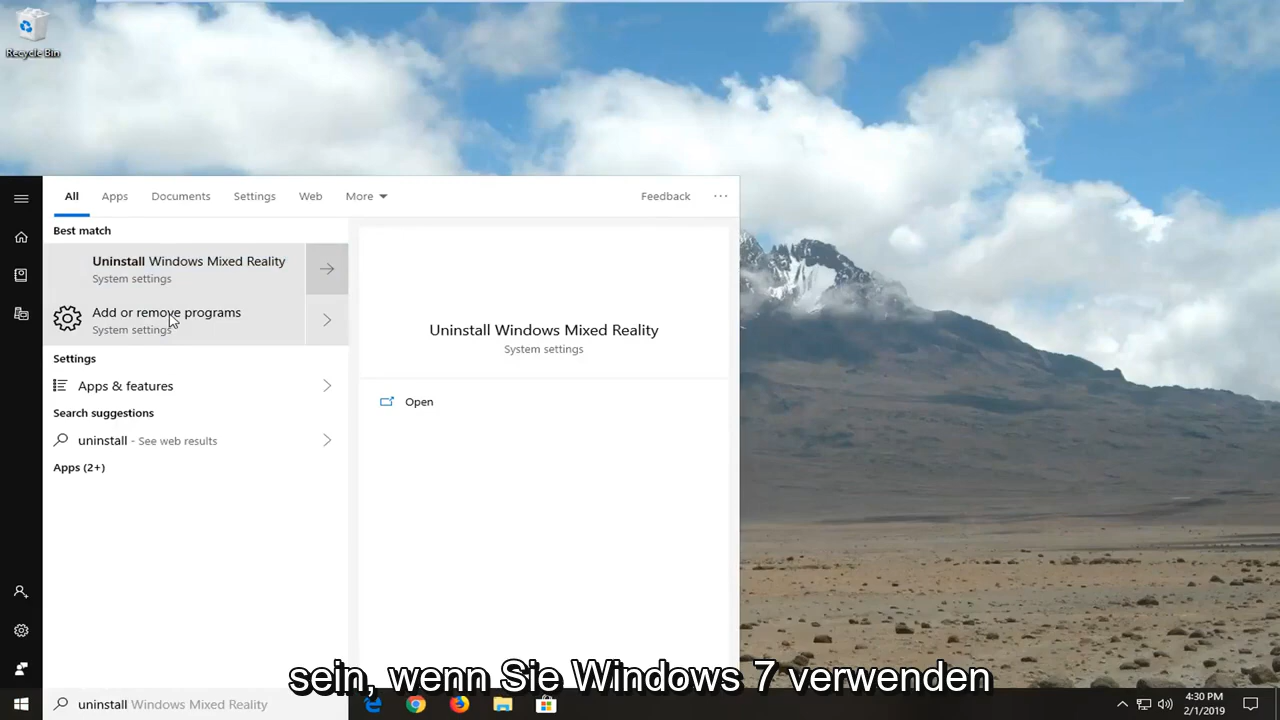 Recycle Bin
All Apps Documents Settings Web More Feedback ...
Best match
Uninstall Windows Mixed Reality
System settings
Add or remove programs
System settings
Settings
Apps & features
Search suggestions
uninstall - See web results
Apps (2+)
Uninstall Windows Mixed Reality
System settings
Open
sein, wenn Sie Windows 7 verwenden
uninstall Windows Mixed Reality
4:30 PM
2/1/2019